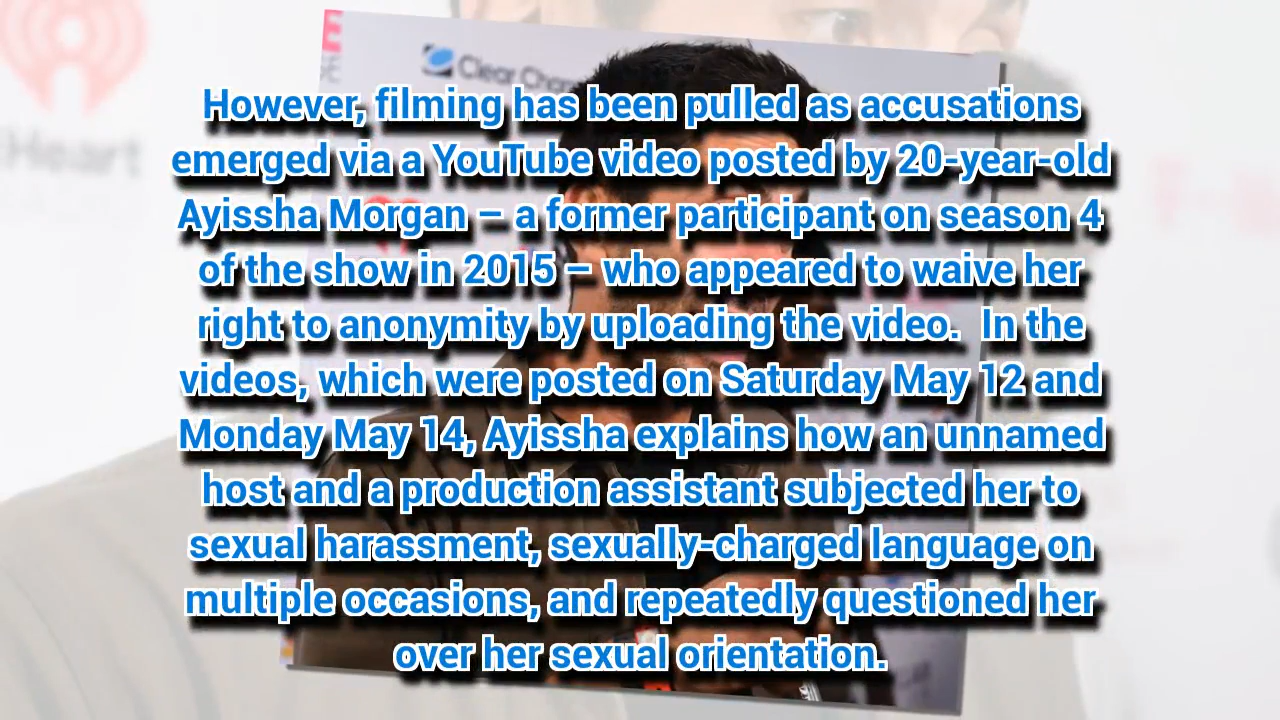 Clear Chan
Heart
However, filming has been pulled as accusations
emerged via a YouTube video posted by 20-year-old
Ayissha Morgan – a former participant on season 4
of the show in 2015 – who appeared to waive her
right to anonymity by uploading the video.  In the
videos, which were posted on Saturday May 12 and
Monday May 14, Ayissha explains how an unnamed
host and a production assistant subjected her to
sexual harassment, sexually-charged language on
multiple occasions, and repeatedly questioned her
over her sexual orientation.